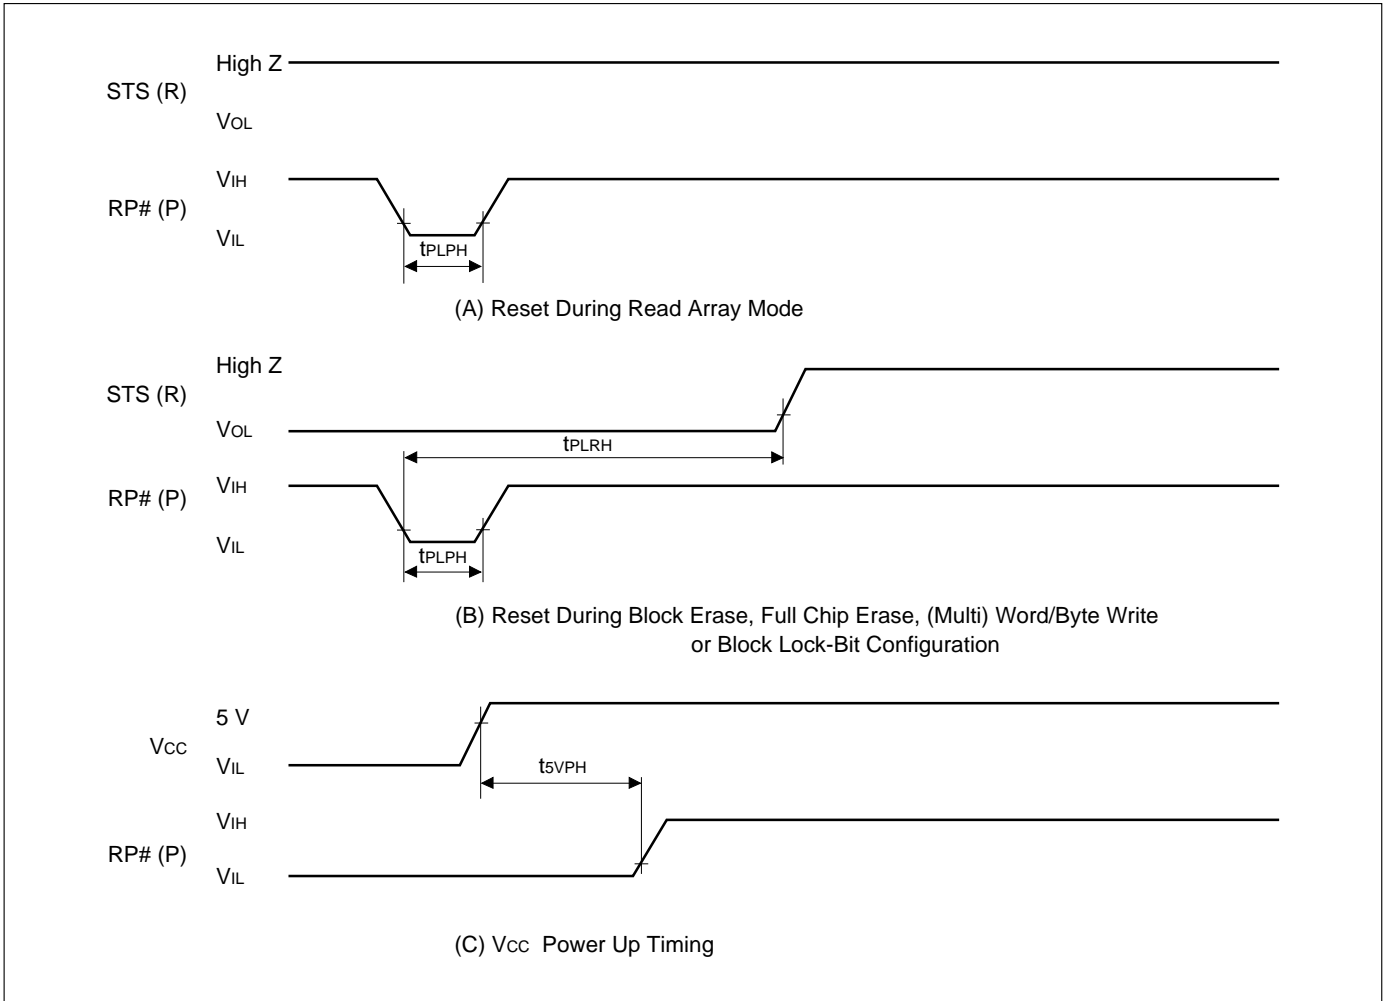 High Z
STS (R)
VOL
VIH
RP# (P)
VIL
tPLPH
(A) Reset During Read Array Mode
High Z
STS (R)
VOL
tPLRH
VIH
RP# (P)
VIL
tPLPH
(B) Reset During Block Erase, Full Chip Erase, (Multi) Word/Byte Write
or Block Lock-Bit Configuration
5 V
VCC
VIL
t5VPH
VIH
RP# (P)
VIL
(C) VCC Power Up Timing